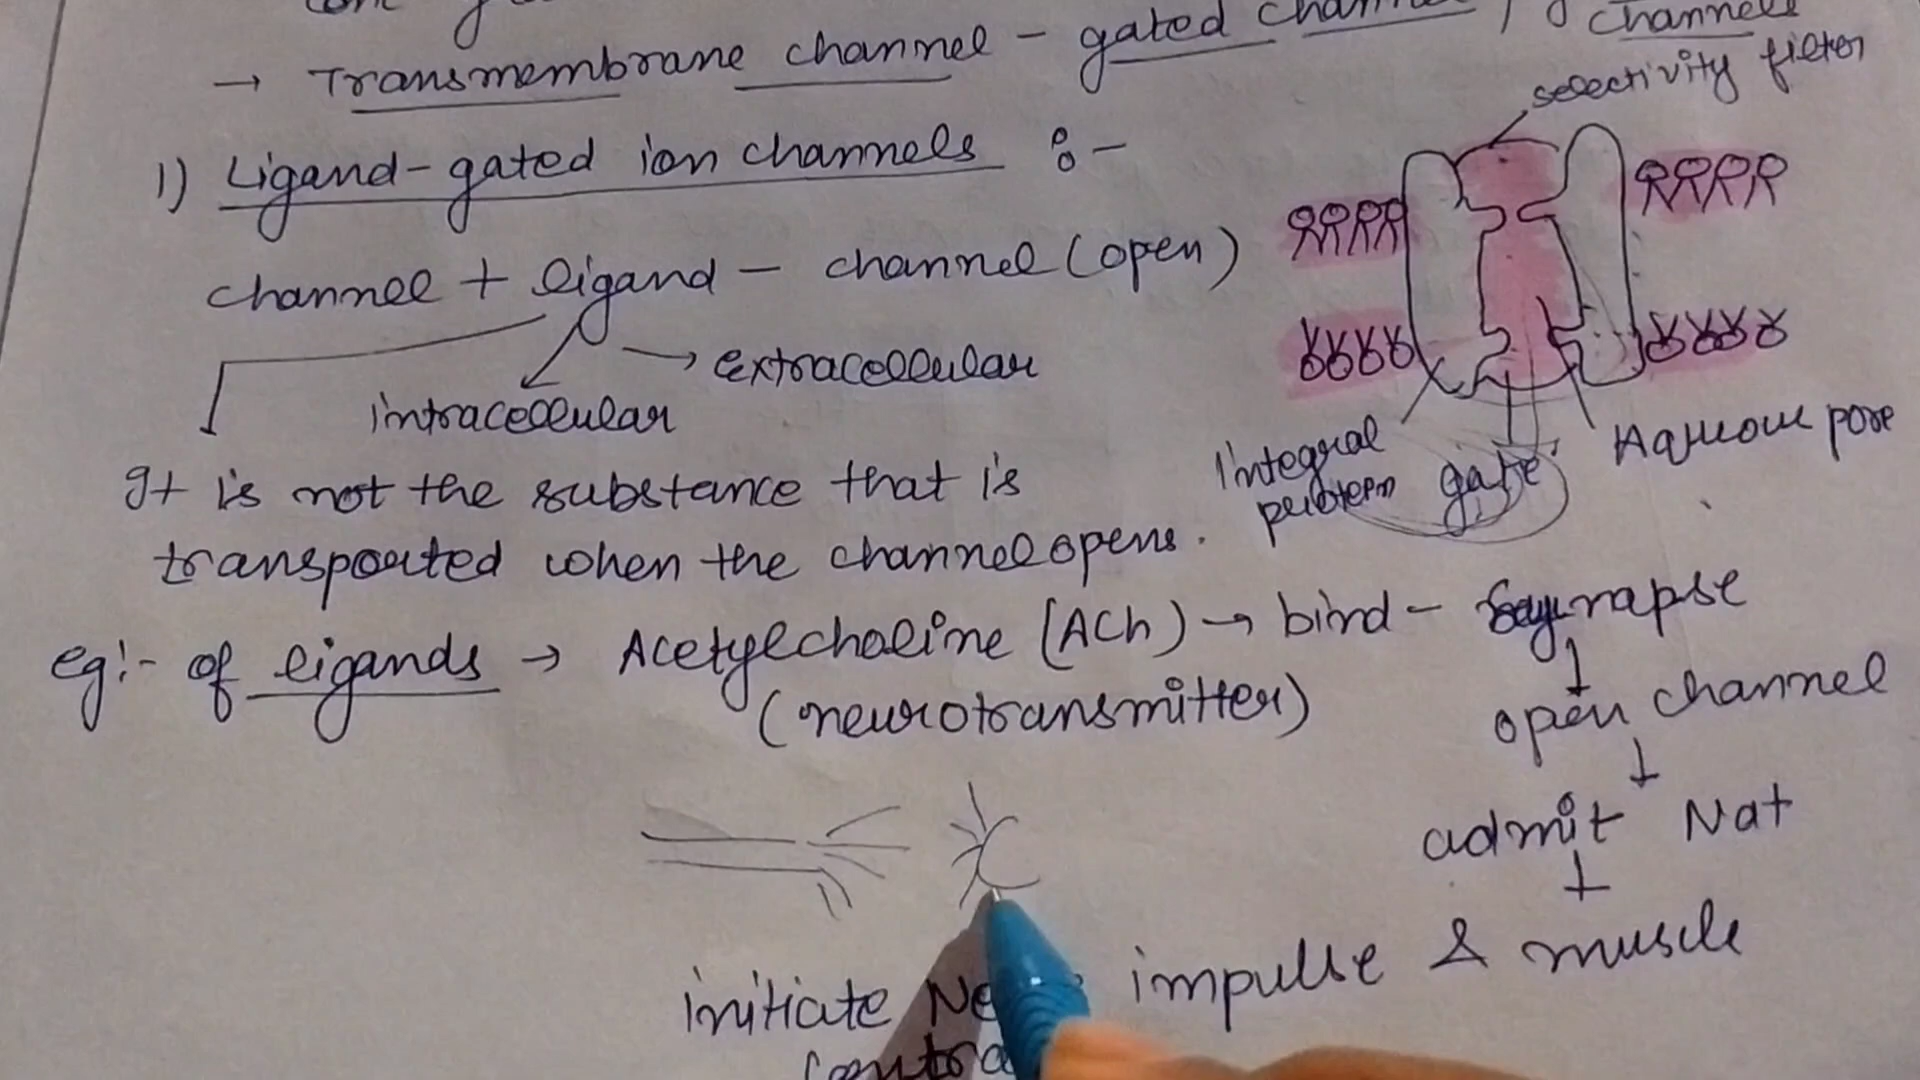 → Transmembrane channel - gated channel,
channels
selectivity filter
1) Ligand-gated ion channels :-
channel + ligand - channel (open)
→ extracellular
intracellular
It is not the substance that is
transported when the channel opens.
Integral
gate
Aqueous pore
eg:- of ligands → Acetylcholine (ACh) → bind - synapse
(neurotransmitter)
open channel
admit Na+
initiate impulse & muscle